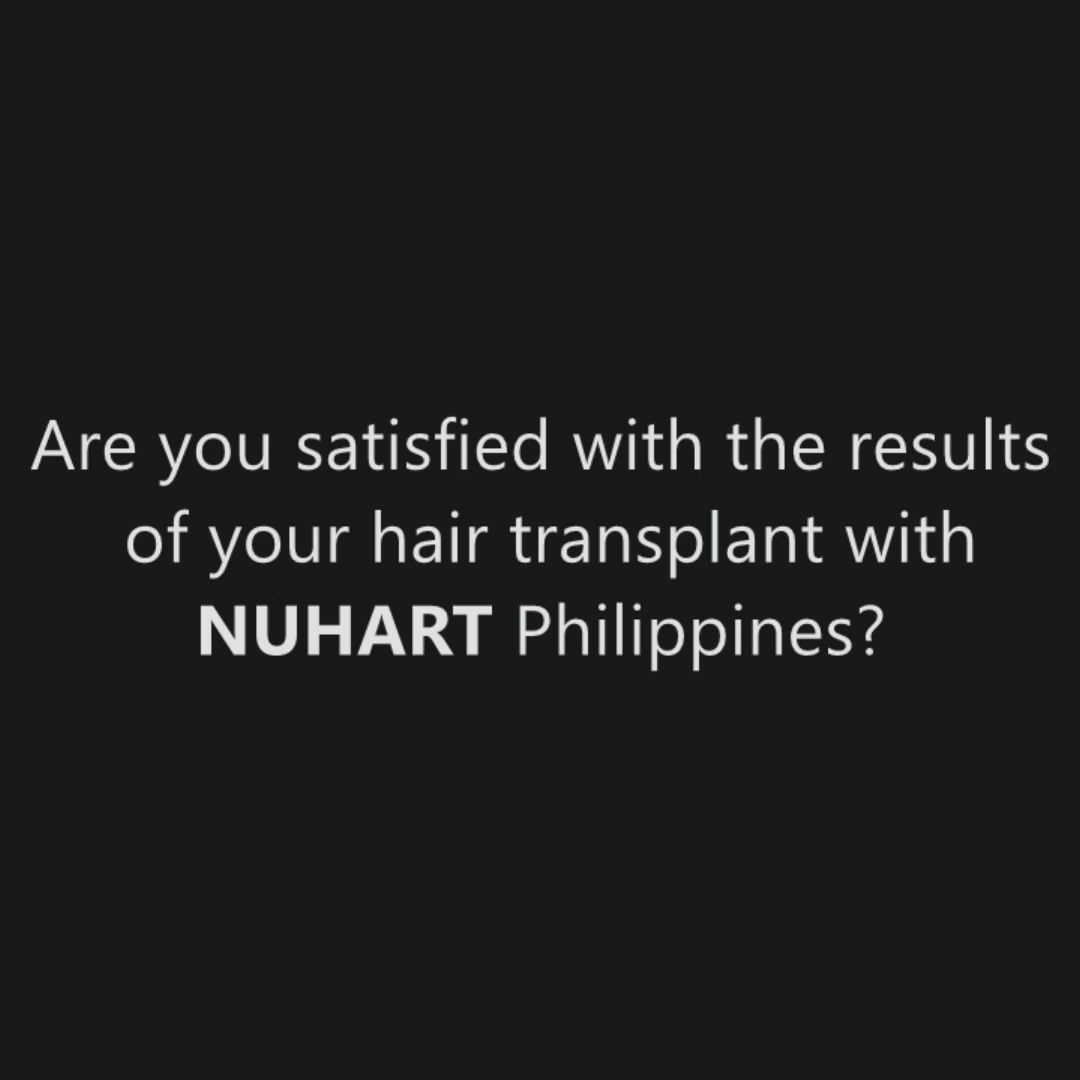 Are you satisfied with the results
of your hair transplant with
NUHART Philippines?